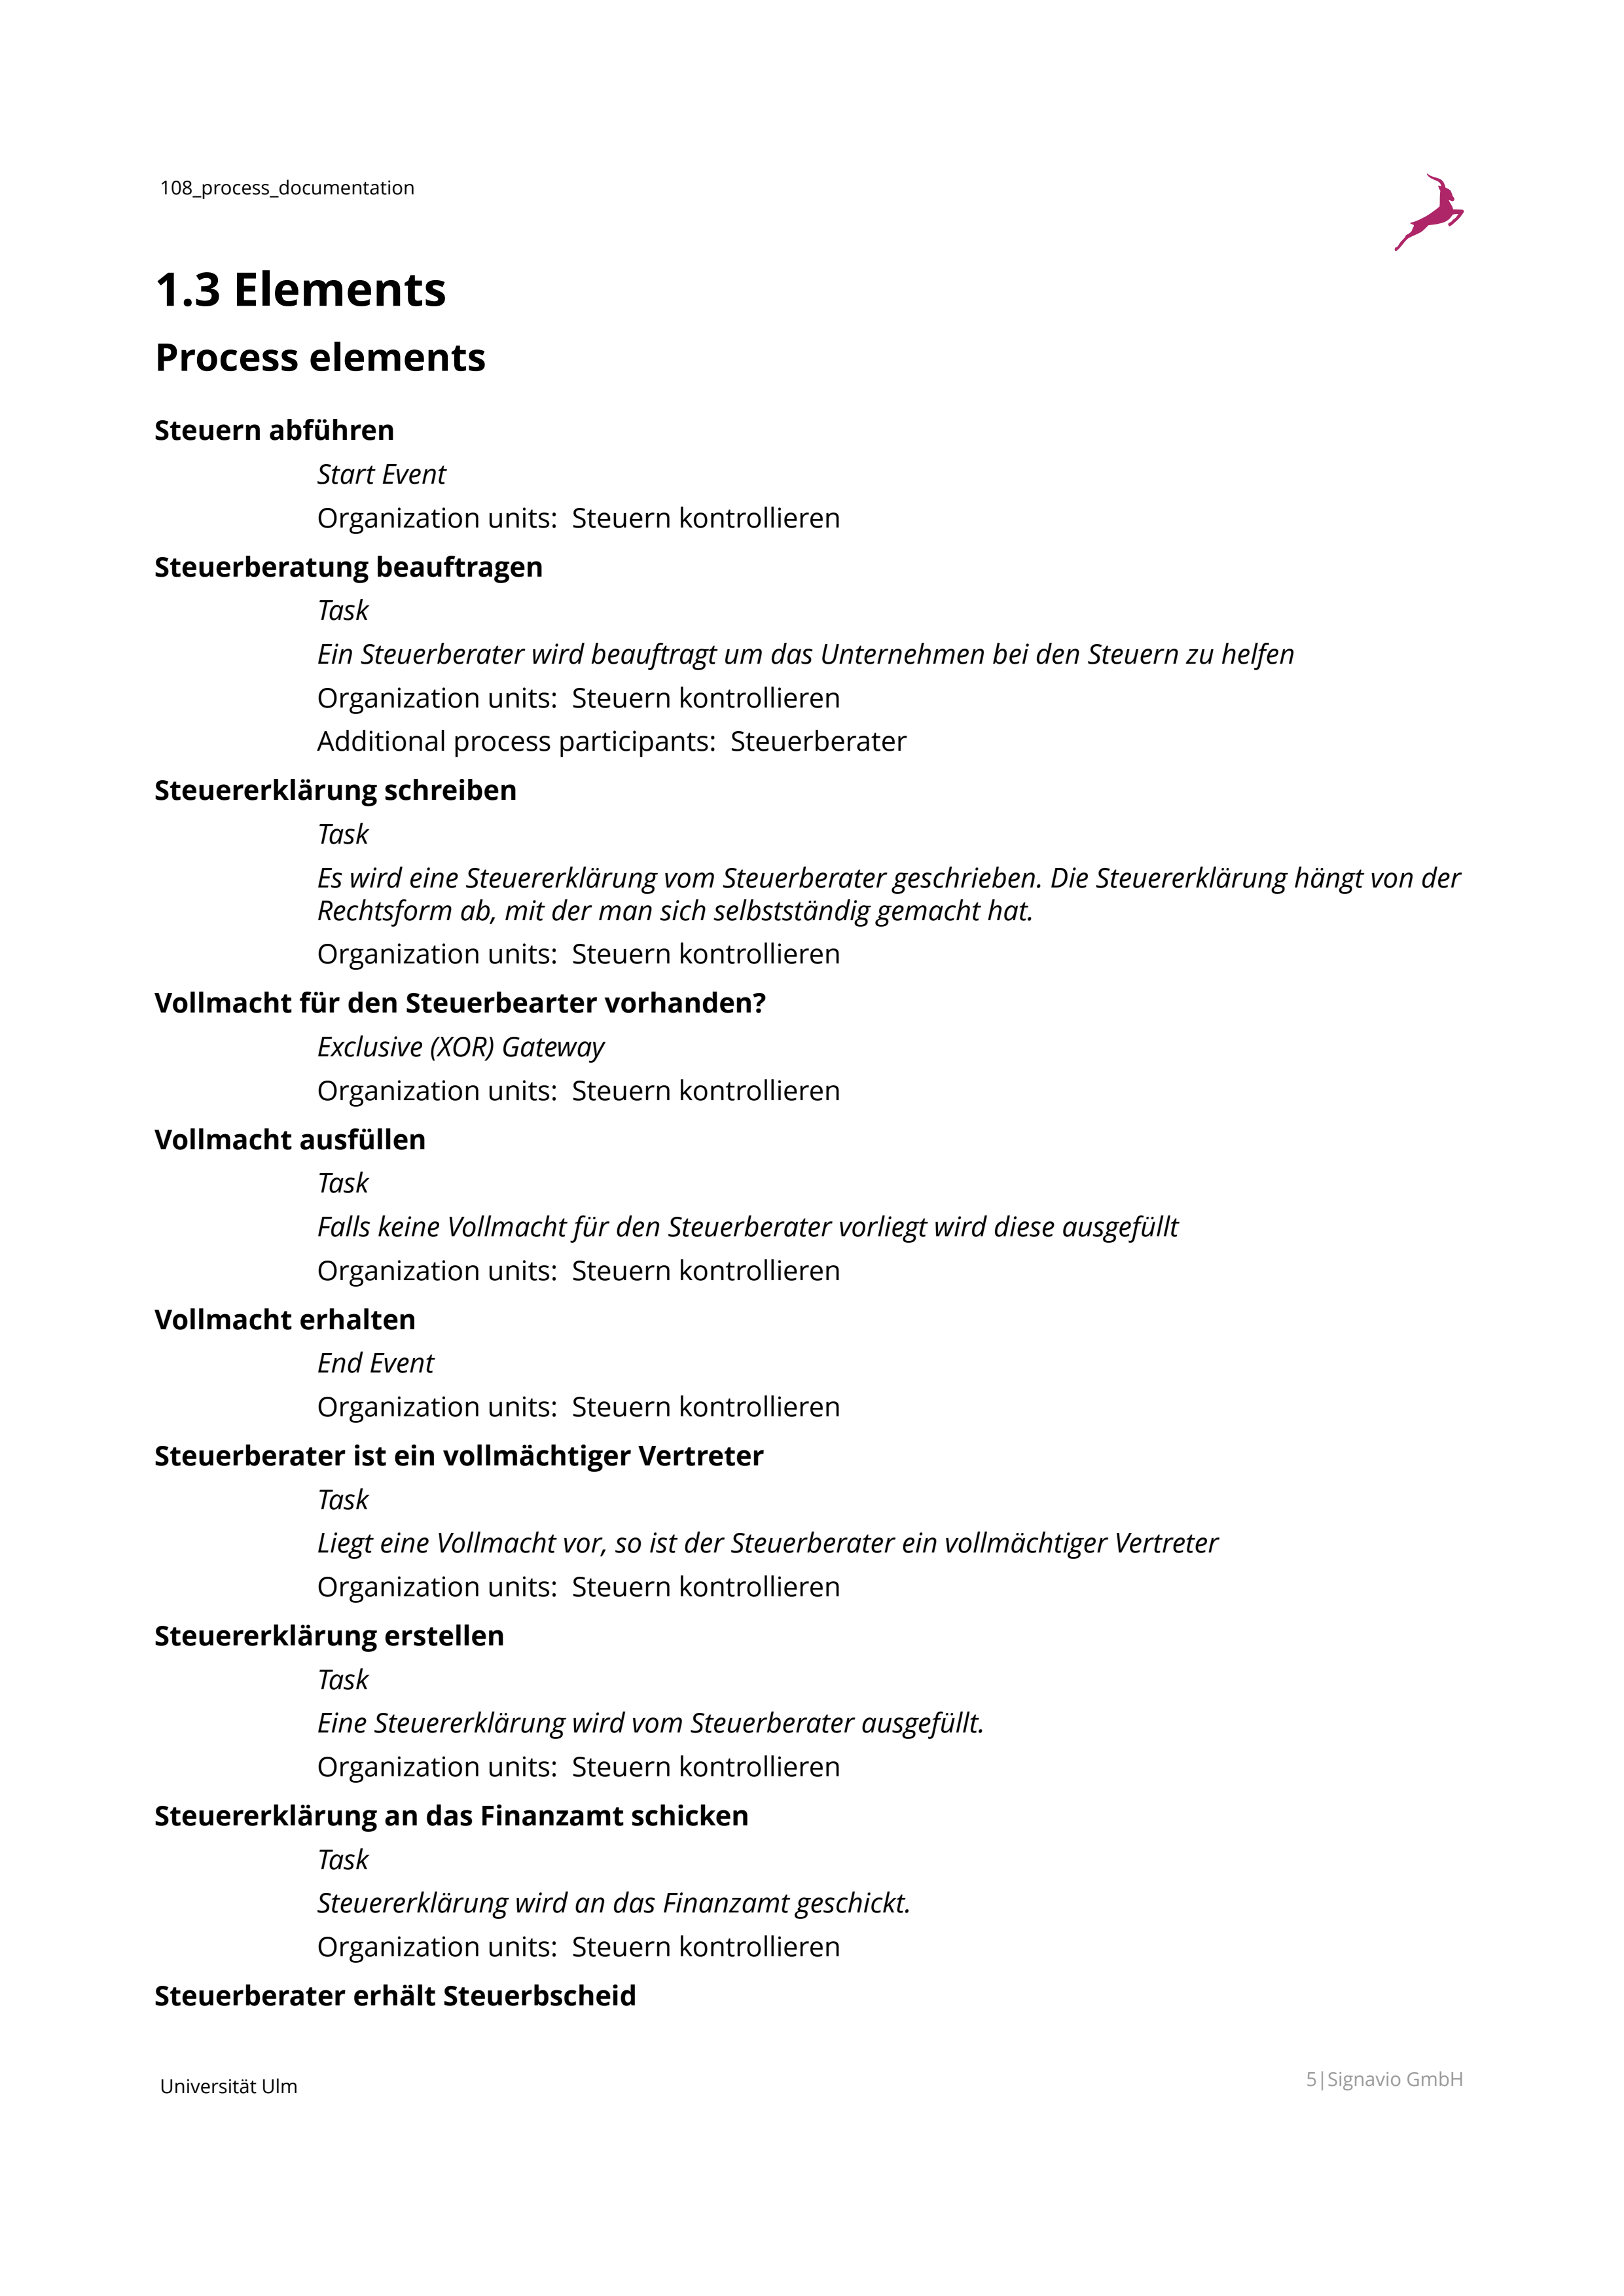 108_process_documentation
1.3 Elements
Process elements
Steuern abführen
Start Event
Organization units:  Steuern kontrollieren
Steuerberatung beauftragen
Task
Ein Steuerberater wird beauftragt um das Unternehmen bei den Steuern zu helfen
Organization units:  Steuern kontrollieren
Additional process participants:  Steuerberater
Steuererklärung schreiben
Task
Es wird eine Steuererklärung vom Steuerberater geschrieben. Die Steuererklärung hängt von der
Rechtsform ab, mit der man sich selbstständig gemacht hat.
Organization units:  Steuern kontrollieren
Vollmacht für den Steuerbearter vorhanden?
Exclusive (XOR) Gateway
Organization units:  Steuern kontrollieren
Vollmacht ausfüllen
Task
Falls keine Vollmacht für den Steuerberater vorliegt wird diese ausgefüllt
Organization units:  Steuern kontrollieren
Vollmacht erhalten
End Event
Organization units:  Steuern kontrollieren
Steuerberater ist ein vollmächtiger Vertreter
Task
Liegt eine Vollmacht vor, so ist der Steuerberater ein vollmächtiger Vertreter
Organization units:  Steuern kontrollieren
Steuererklärung erstellen
Task
Eine Steuererklärung wird vom Steuerberater ausgefüllt.
Organization units:  Steuern kontrollieren
Steuererklärung an das Finanzamt schicken
Task
Steuererklärung wird an das Finanzamt geschickt.
Organization units:  Steuern kontrollieren
Steuerberater erhält Steuerbscheid
Universität Ulm
5|Signavio GmbH